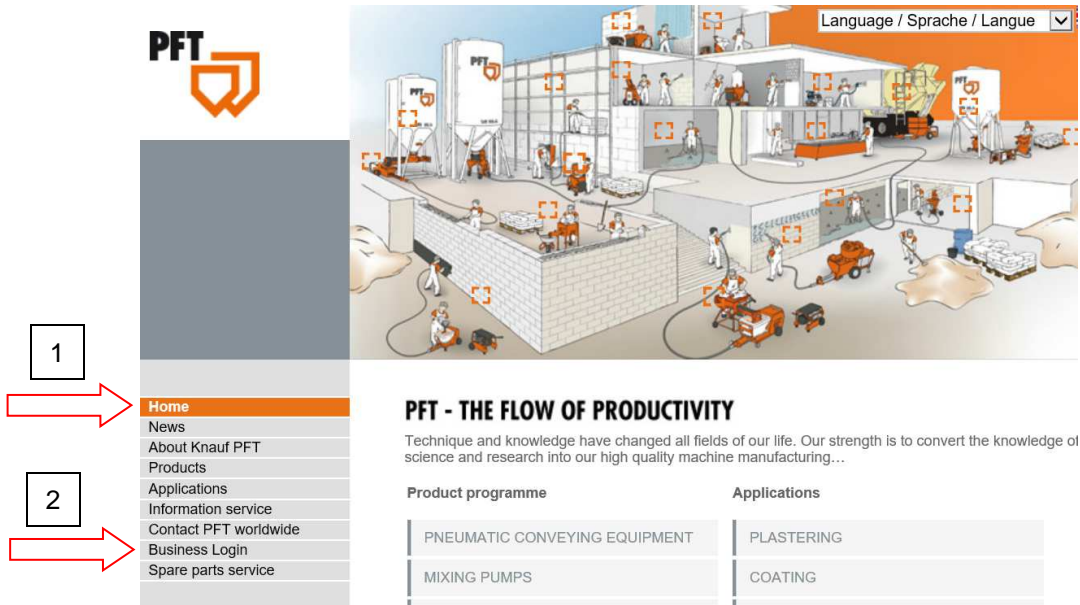 PFT
Language / Sprache / Langue
PFT
PFT
PFT
1
Home
News
About Knauf PFT
Products
Applications
Information service
Contact PFT worldwide
2
Business Login
Spare parts service
PFT - THE FLOW OF PRODUCTIVITY
Technique and knowledge have changed all fields of our life. Our strength is to convert the knowledge of
science and research into our high quality machine manufacturing…
Product programme
Applications
PNEUMATIC CONVEYING EQUIPMENT
PLASTERING
MIXING PUMPS
COATING